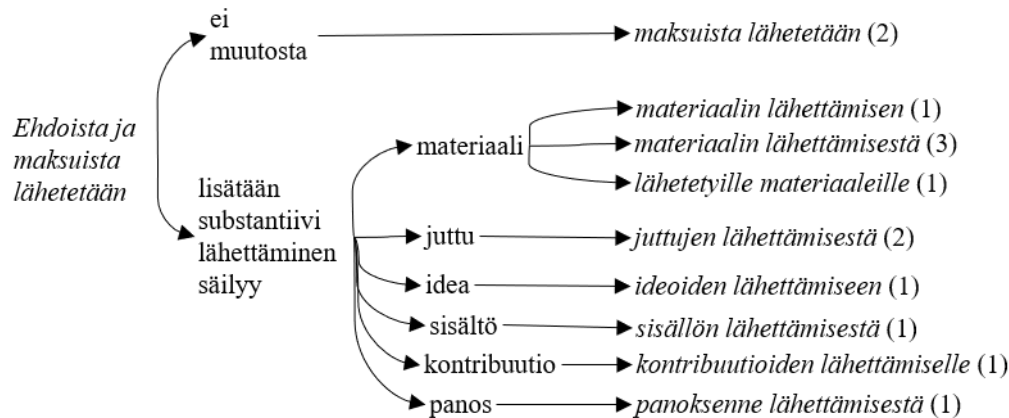 Ehdoista ja
maksuista
lähetetään
ei
muutosta
maksuista lähetetään (2)
lisätään
substantiivi
lähettäminen
säilyy
materiaali
materiaalin lähettämisen (1)
materiaalin lähettämisestä (3)
lähetetyille materiaaleille (1)
juttu
juttujen lähettämisestä (2)
idea
ideoiden lähettämiseen (1)
sisältö
sisällön lähettämisestä (1)
kontribuutio
kontribuutioiden lähettämiselle (1)
panos
panoksenne lähettämisestä (1)